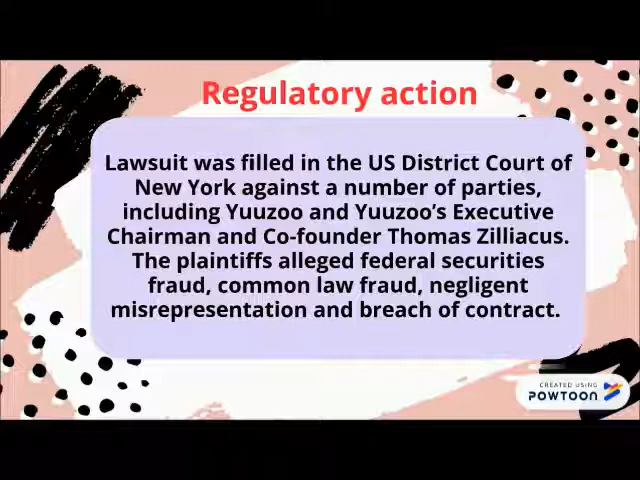 Regulatory action
Lawsuit was filled in the US District Court of
New York against a number of parties,
including Yuuzoo and Yuuzoo's Executive
Chairman and Co-founder Thomas Zilliacus.
The plaintiffs alleged federal securities
fraud, common law fraud, negligent
misrepresentation and breach of contract.
CREATED USING
POWTOON